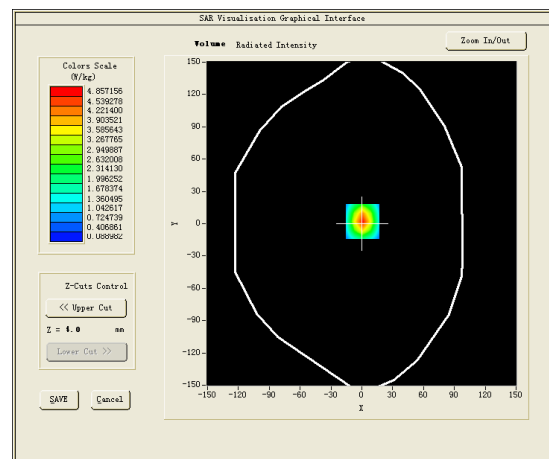 SAR Visualisation Graphical Interface
Volume Radiated Intensity
Zoom In/Out
Colors Scale
(W/kg)
4.857156
4.539278
4.221400
3.903521
3.585643
3.267765
2.949887
2.632008
2.314130
1.996252
1.678374
1.360495
1.042617
0.724739
0.406861
0.088982
Z-Cuts Control
<< Upper Cut
Z = 4.0 mm
Lower Cut >>
SAVE
Cancel
150
120
90
60
30
0
-30
-60
-90
-120
-150
Y
-150 -120 -90 -60 -30 0 30 60 90 120 150
X